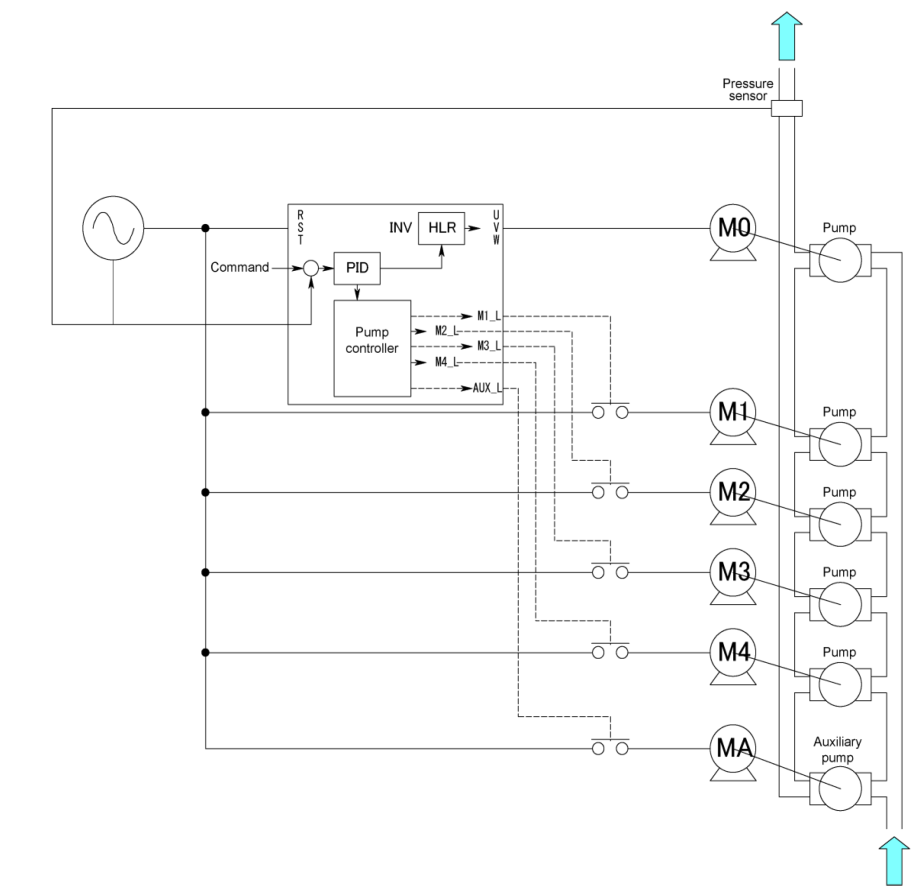 Pressure
sensor
R
S
T
INV
HLR
U
V
W
M0
Pump
Command
PID
Pump
controller
M1_L
M2_L
M3_L
M4_L
AUX_L
M1
Pump
M2
Pump
M3
Pump
M4
Pump
MA
Auxiliary
pump